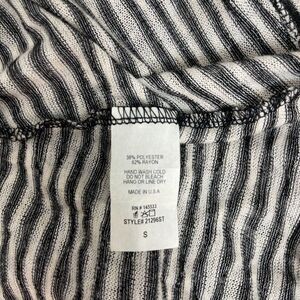 38% POLYESTER
62% RAYON
HAND WASH COLD
DO NOT BLEACH
HANG OR LINE DRY
MADE IN U.S.A
RN # 145533
STYLE# 21296ST
S